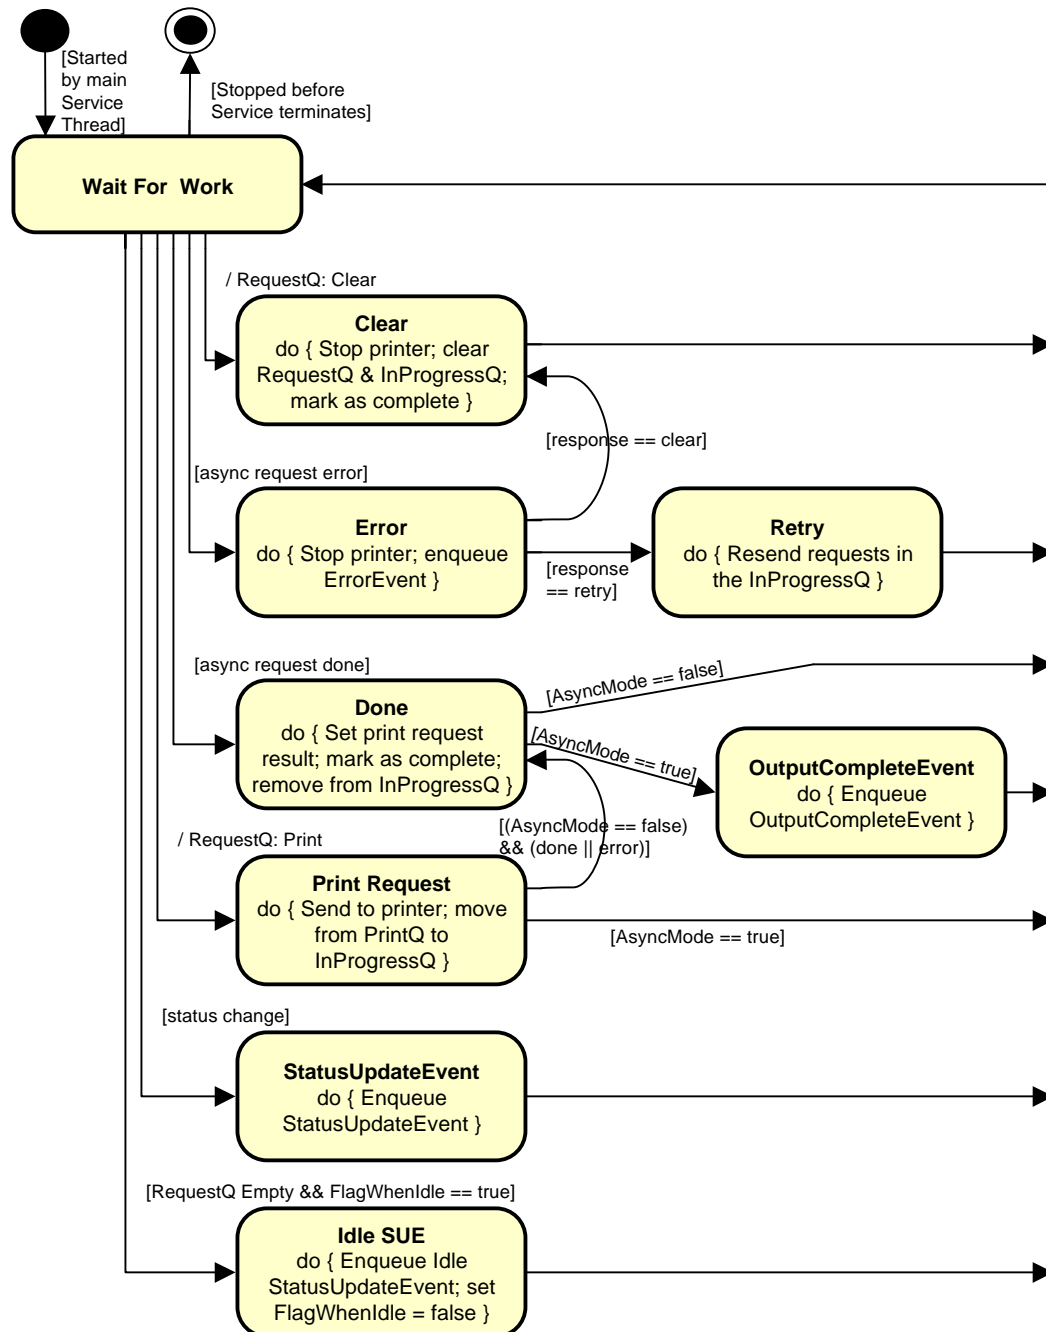 [Started
by main
Service
Thread]
[Stopped before
Service terminates]
Wait For  Work
/ RequestQ: Clear
Clear
do { Stop printer; clear
RequestQ & InProgressQ;
mark as complete }
[response == clear]
[async request error]
Error
do { Stop printer; enqueue
ErrorEvent }
[response
== retry]
Retry
do { Resend requests in
the InProgressQ }
[async request done]
Done
do { Set print request
result; mark as complete;
remove from InProgressQ }
[AsyncMode == false]
[AsyncMode == true]
OutputCompleteEvent
do { Enqueue
OutputCompleteEvent }
[(AsyncMode == false)
&& (done || error)]
/ RequestQ: Print
Print Request
do { Send to printer; move
from PrintQ to
InProgressQ }
[AsyncMode == true]
[status change]
StatusUpdateEvent
do { Enqueue
StatusUpdateEvent }
[RequestQ Empty && FlagWhenIdle == true]
Idle SUE
do { Enqueue Idle
StatusUpdateEvent; set
FlagWhenIdle = false }